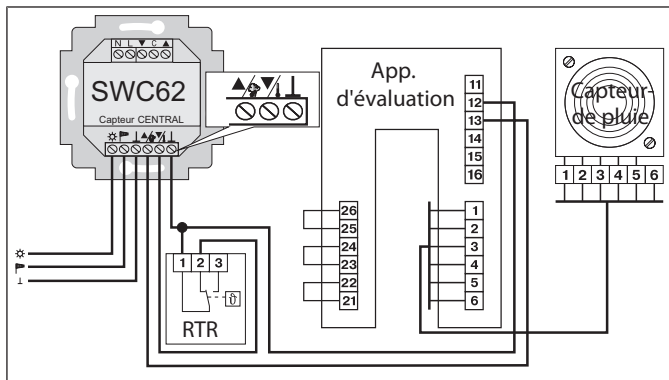 N L ▼ C ▲
SWC62
Capteur CENTRAL
App.
d'évaluation
11
12
13
14
15
16
Capteur
de pluie
1 2 3 4 5 6
26
25
24
23
22
21
1
2
3
4
5
6
1 2 3
ϑ
RTR